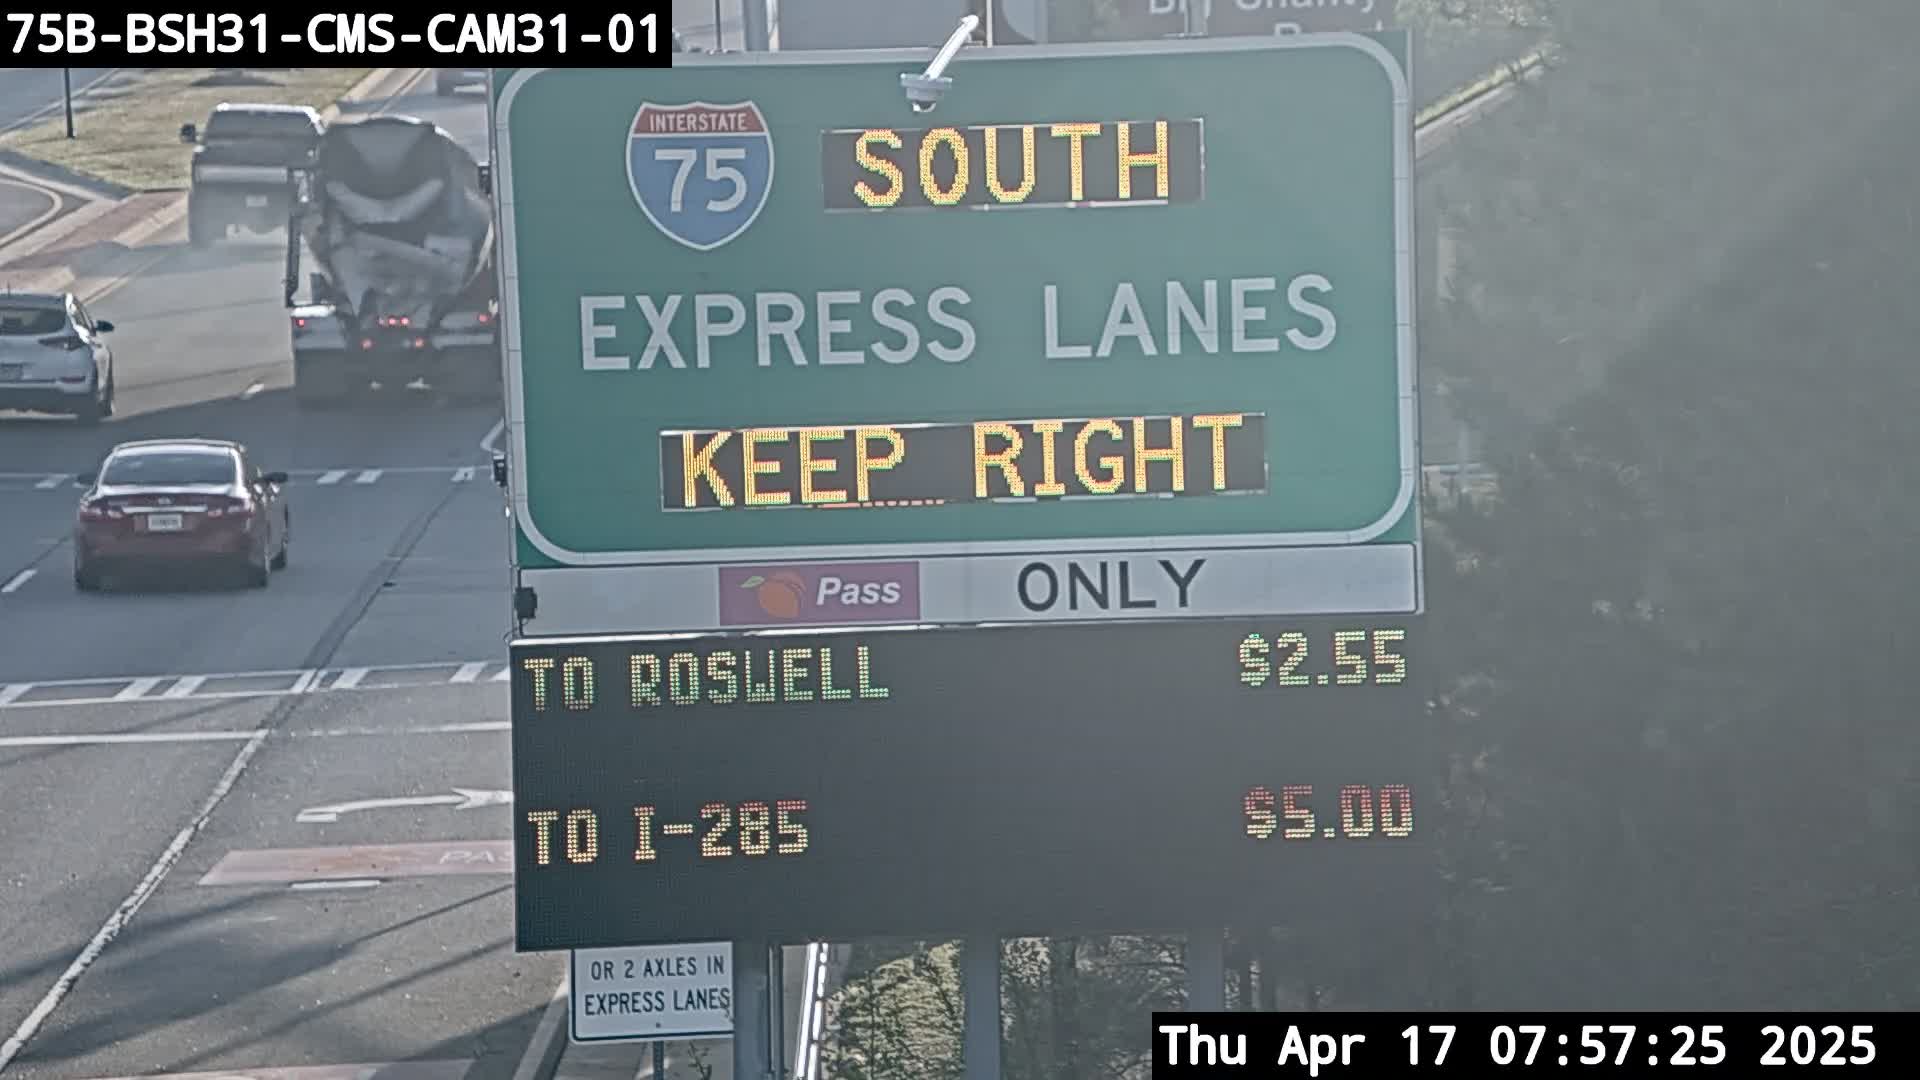 75B-BSH31-CMS-CAM31-01
INTERSTATE
75
SOUTH
EXPRESS LANES
KEEP RIGHT
Pass
ONLY
TO ROSWELL $2.55
TO I-285 $5.00
OR 2 AXLES IN
EXPRESS LANES
Thu Apr 17 07:57:25 2025